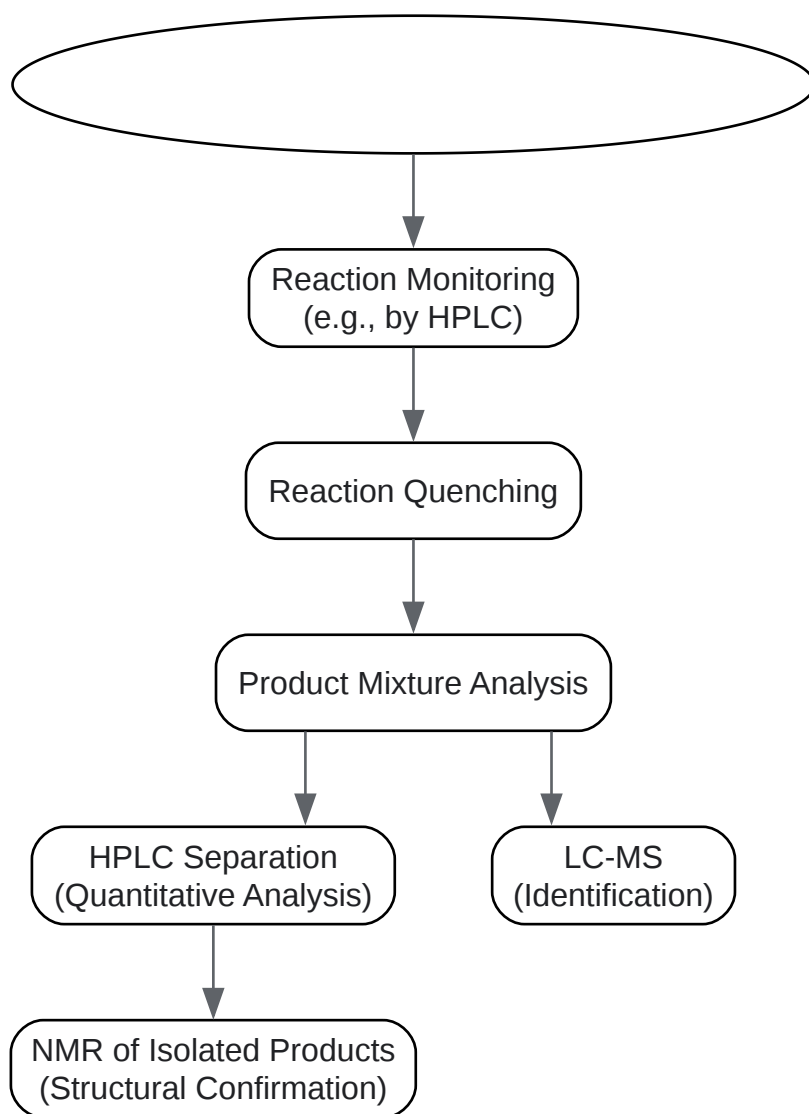 Reaction Monitoring
(e.g., by HPLC)
Reaction Quenching
Product Mixture Analysis
HPLC Separation
(Quantitative Analysis)
LC-MS
(Identification)
NMR of Isolated Products
(Structural Confirmation)